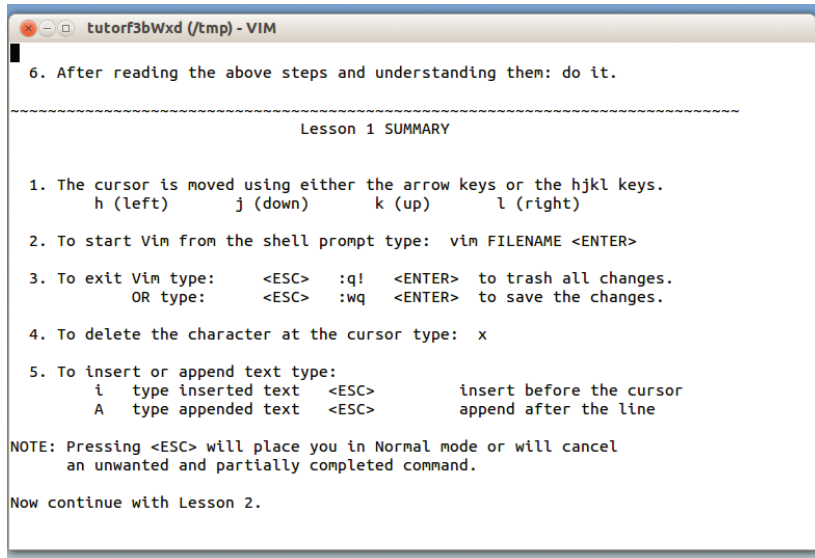 tutorf3bWxd (/tmp) - VIM
6. After reading the above steps and understanding them: do it.
~~~~~~~~~~~~~~~~~~~~~~~~~~~~~~~~~~~~~~~~~~~~~~~~~~~~~~~~~~~~~~~~~~~~~~~~~~~~~~
Lesson 1 SUMMARY
1. The cursor is moved using either the arrow keys or the hjkl keys.
h (left)       j (down)       k (up)       l (right)
2. To start Vim from the shell prompt type:  vim FILENAME <ENTER>
3. To exit Vim type:     <ESC>   :q!   <ENTER>  to trash all changes.
OR type:      <ESC>   :wq   <ENTER>  to save the changes.
4. To delete the character at the cursor type:  x
5. To insert or append text type:
i   type inserted text   <ESC>         insert before the cursor
A   type appended text   <ESC>         append after the line
NOTE: Pressing <ESC> will place you in Normal mode or will cancel
an unwanted and partially completed command.
Now continue with Lesson 2.